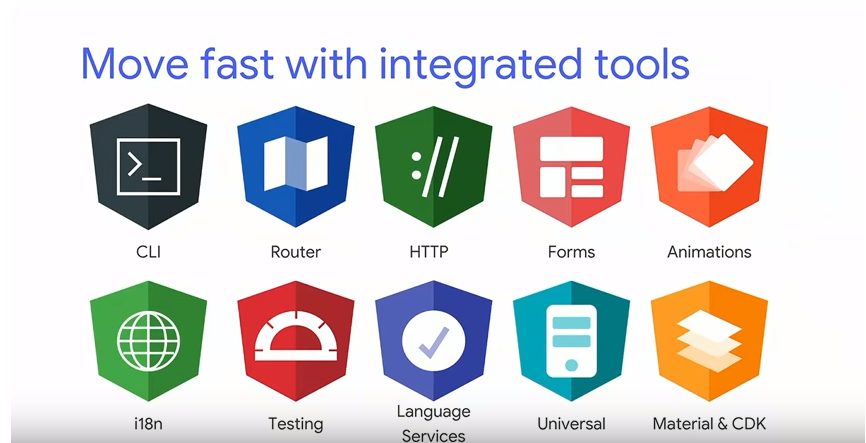 Move fast with integrated tools
CLI
Router
HTTP
Forms
Animations
i18n
Testing
Language
Services
Universal
Material & CDK